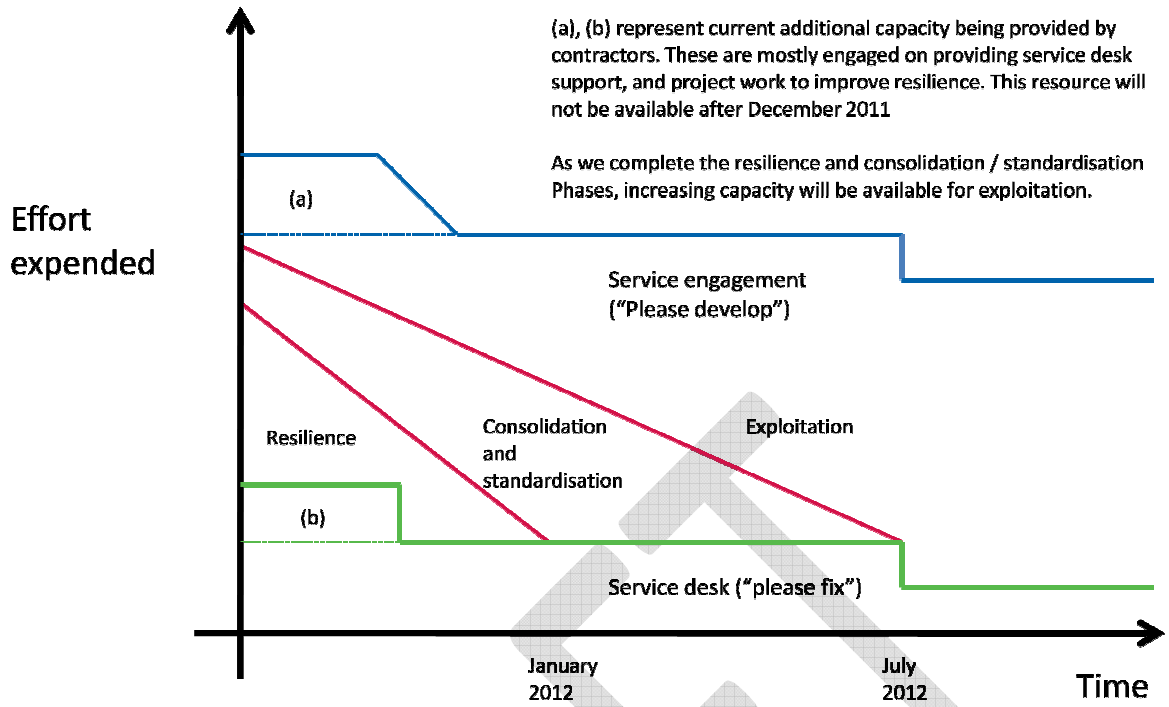 (a), (b) represent current additional capacity being provided by
contractors. These are mostly engaged on providing service desk
support, and project work to improve resilience. This resource will
not be available after December 2011
As we complete the resilience and consolidation / standardisation
Phases, increasing capacity will be available for exploitation.
Effort
expended
(a)
Service engagement
(“Please develop”)
Resilience
Consolidation
and
standardisation
Exploitation
(b)
Service desk (“please fix”)
January
2012
July
2012
Time